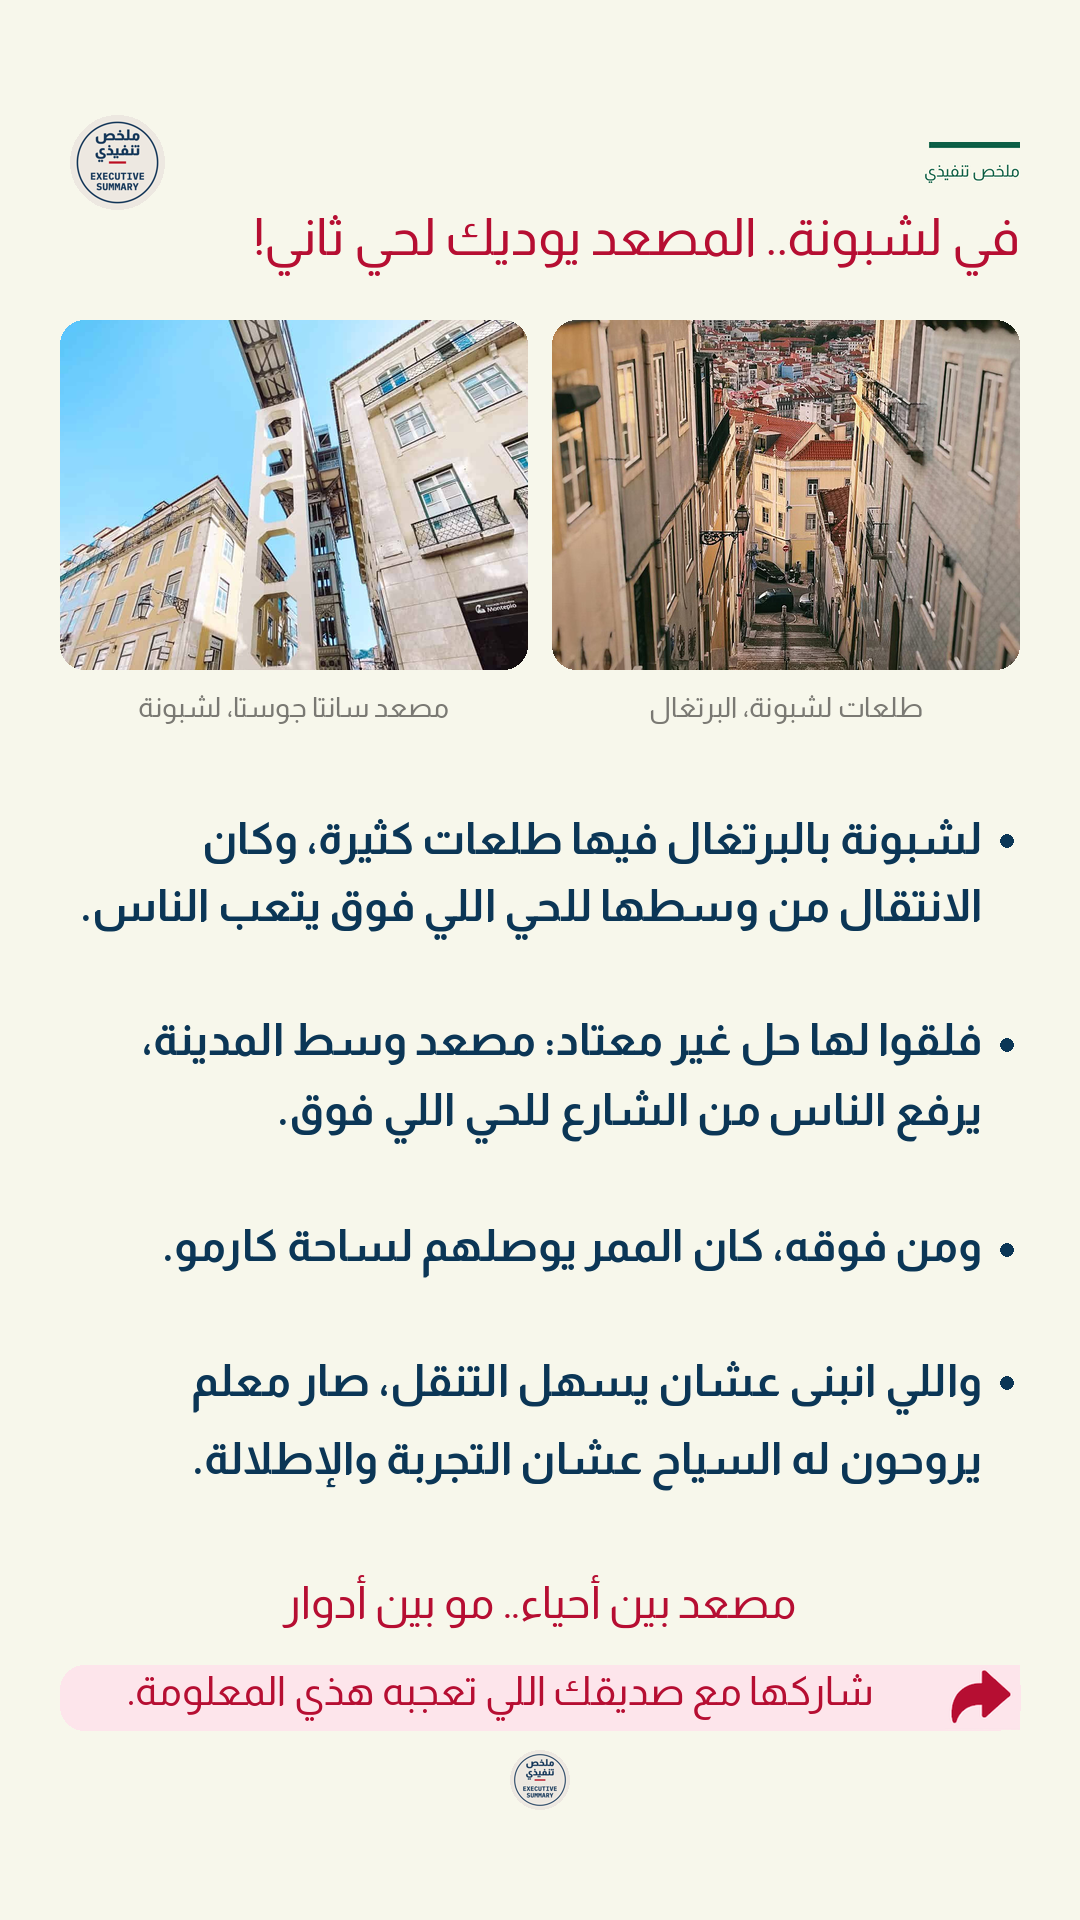 ملخص
تنفيذي
EXECUTIVE
SUMMARY
ملخص تنفيذي
في لشبونة.. المصعد يوديك لحي ثاني!
Montepio
طلعات لشبونة، البرتغال
مصعد سانتا جوستا، لشبونة
• لشبونة بالبرتغال فيها طلعات كثيرة، وكان
الانتقال من وسطها للحي اللي فوق يتعب الناس.
• فلقوا لها حل غير معتاد: مصعد وسط المدينة،
يرفع الناس من الشارع للحي اللي فوق.
• ومن فوقه، كان الممر يوصلهم لساحة كارمو.
• واللي انبنى عشان يسهل التنقل، صار معلم
يروحون له السياح عشان التجربة والإطلالة.
مصعد بين أحياء.. مو بين أدوار
شاركها مع صديقك اللي تعجبه هذي المعلومة.
ملخص
تنفيذي
EXECUTIVE
SUMMARY